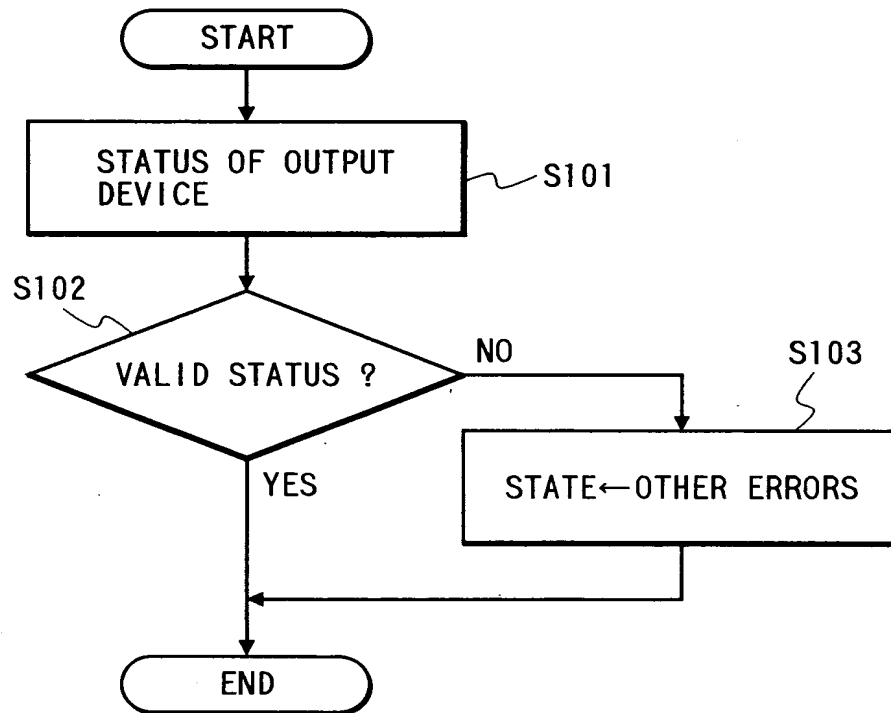 START
STATUS OF OUTPUT
DEVICE
S101
S102
VALID STATUS ?
NO
S103
STATE←OTHER ERRORS
YES
END